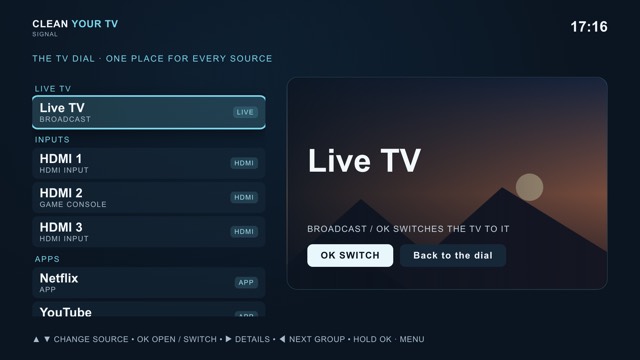 CLEAN YOUR TV
SIGNAL
17:16
THE TV DIAL · ONE PLACE FOR EVERY SOURCE
LIVE TV
Live TV
BROADCAST
LIVE
INPUTS
HDMI 1
HDMI INPUT
HDMI
HDMI 2
GAME CONSOLE
HDMI
HDMI 3
HDMI INPUT
HDMI
APPS
Netflix
APP
APP
YouTube
APP
Live TV
BROADCAST / OK SWITCHES THE TV TO IT
OK SWITCH
Back to the dial
▲ ▼ CHANGE SOURCE • OK OPEN / SWITCH • ▶ DETAILS • ◀ NEXT GROUP • HOLD OK · MENU